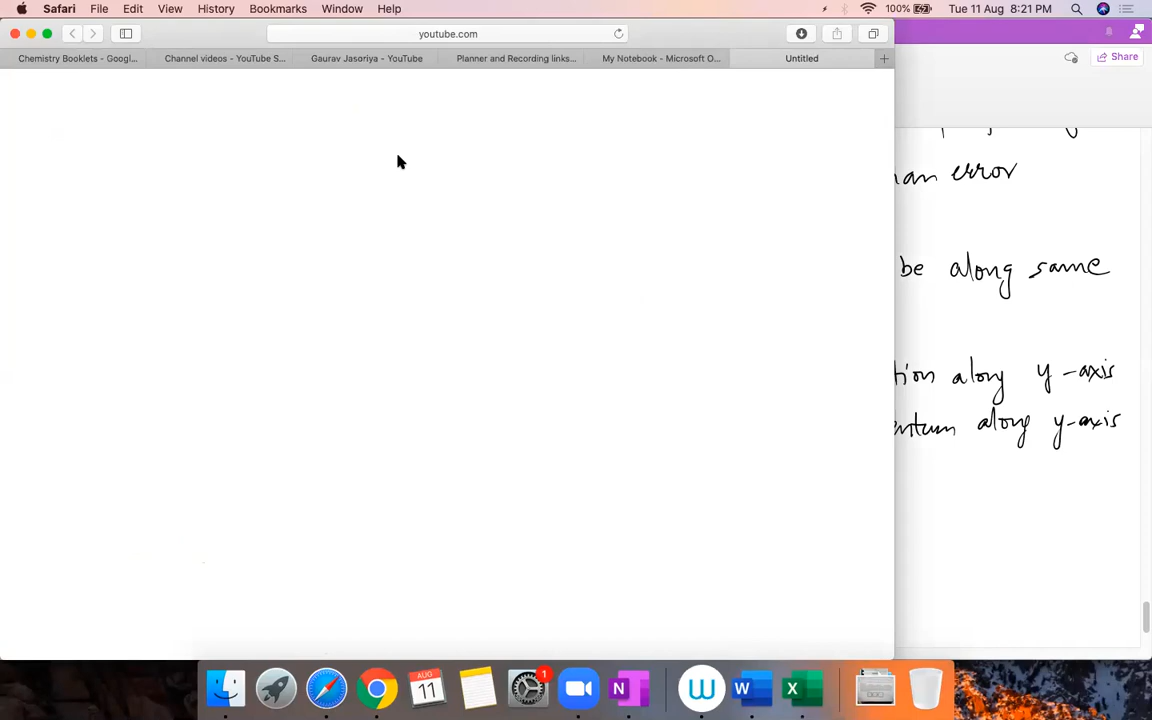 Safari File Edit View History Bookmarks Window Help 100% Tue 11 Aug 8:21 PM
youtube.com
Chemistry Booklets - Googl... Channel videos - YouTube S... Gaurav Jasoriya - YouTube Planner and Recording links... My Notebook - Microsoft O... Untitled
Share
an error
be along same
tion along y-axis
entum along y-axis
AUG
11
1